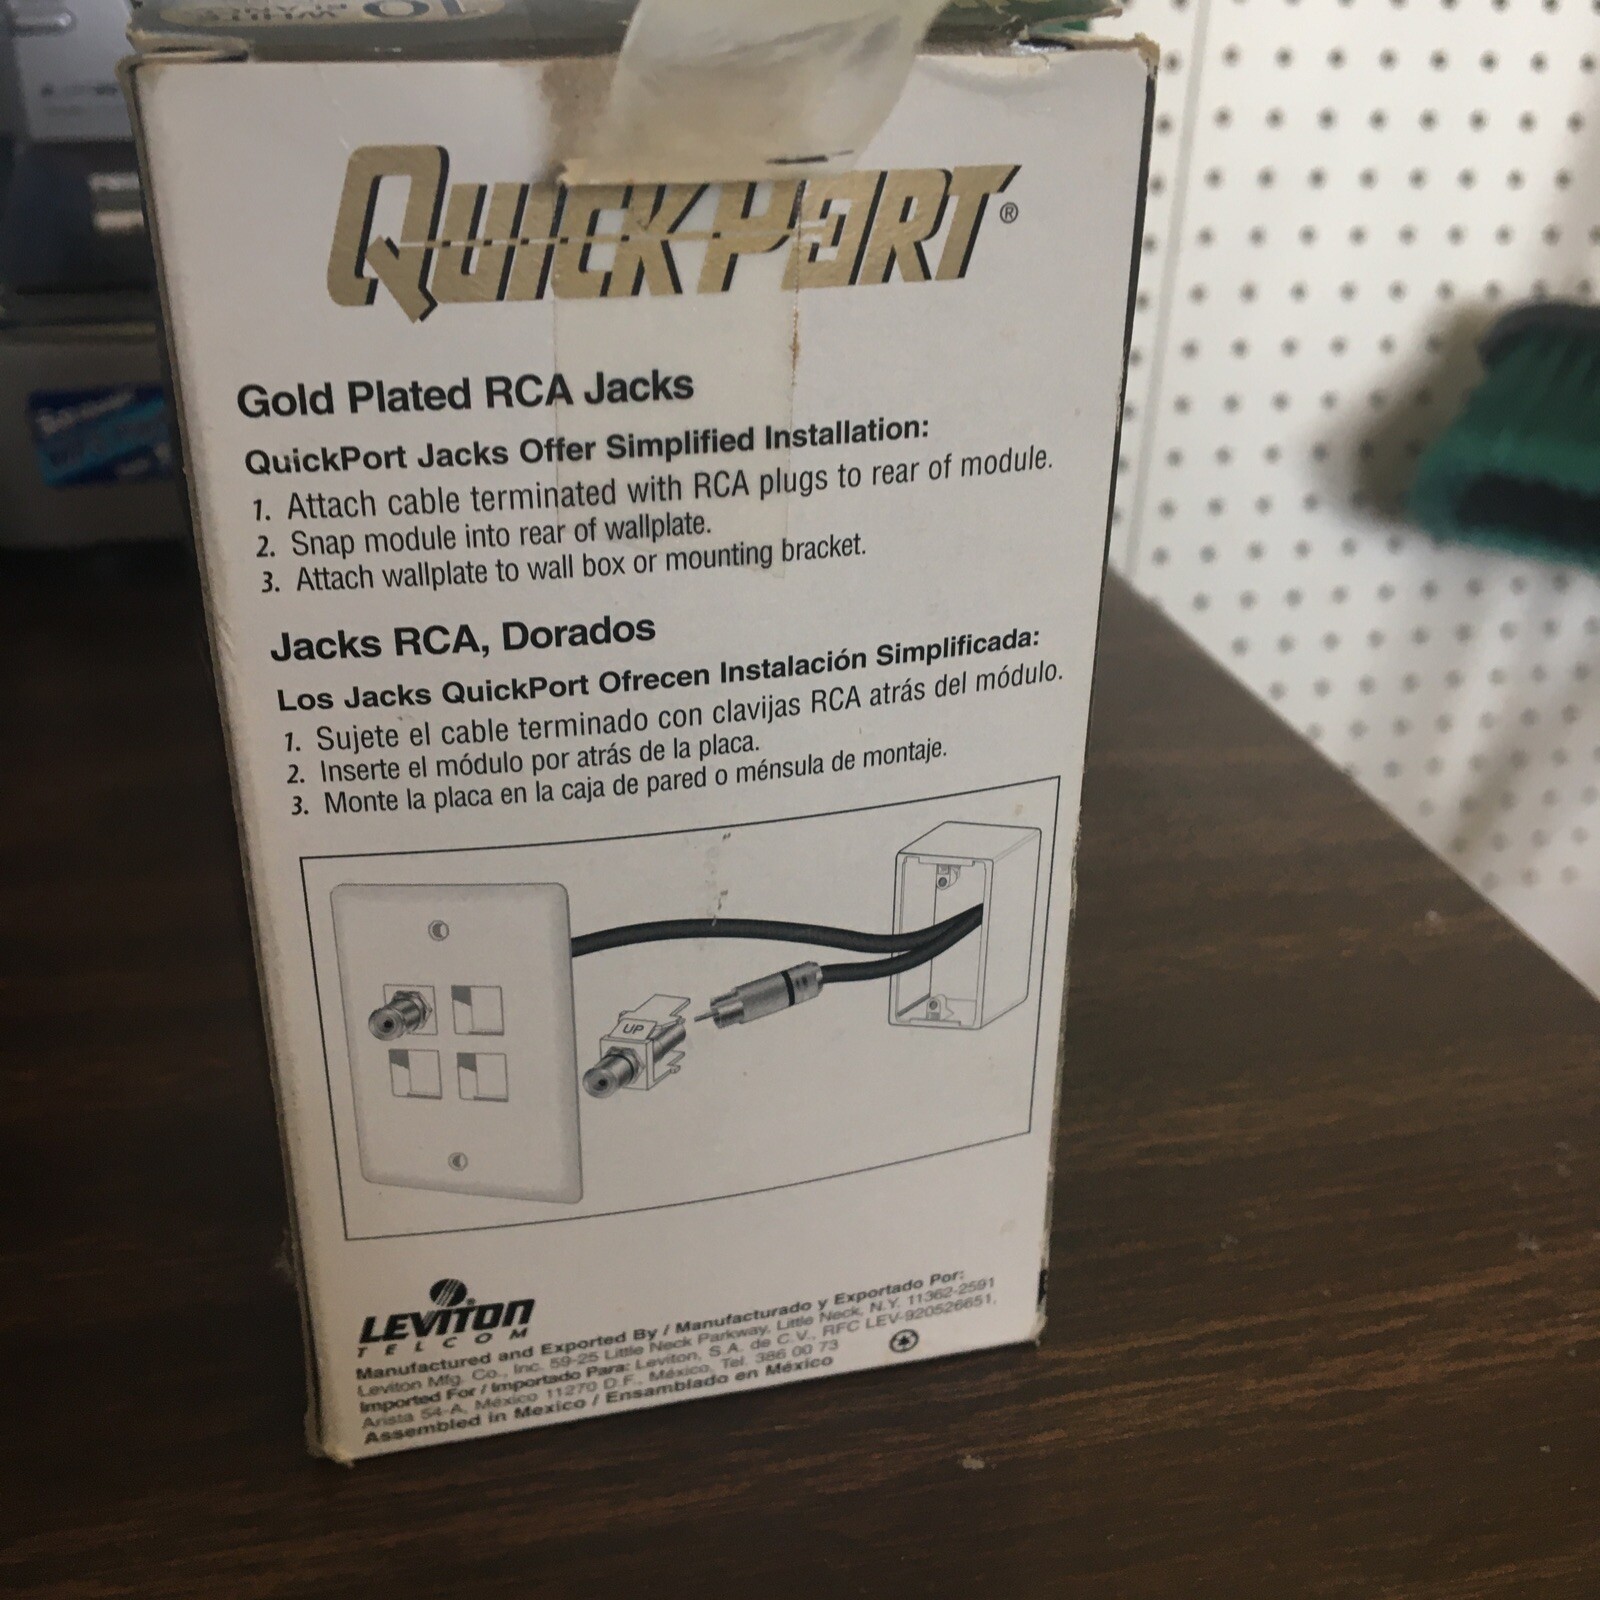 10 WHITE
QUICKPORT®
Gold Plated RCA Jacks
QuickPort Jacks Offer Simplified Installation:
1. Attach cable terminated with RCA plugs to rear of module.
2. Snap module into rear of wallplate.
3. Attach wallplate to wall box or mounting bracket.
Jacks RCA, Dorados
Los Jacks QuickPort Ofrecen Instalación Simplificada:
1. Sujete el cable terminado con clavijas RCA atrás del módulo.
2. Inserte el módulo por atrás de la placa.
3. Monte la placa en la caja de pared o ménsula de montaje.
UP
LEVITON®
TELCOM
Manufactured and Exported By / Manufacturado y Exportado Por:
Leviton Mfg. Co., Inc. 59-25 Little Neck Parkway, Little Neck, N.Y. 11362-2591
Imported For / Importado Para: Leviton, S.A. de C.V., RFC LEV-920526651,
Arista 54-A, México 11270 D.F., México, Tel. 386 00 73
Assembled in Mexico / Ensamblado en México